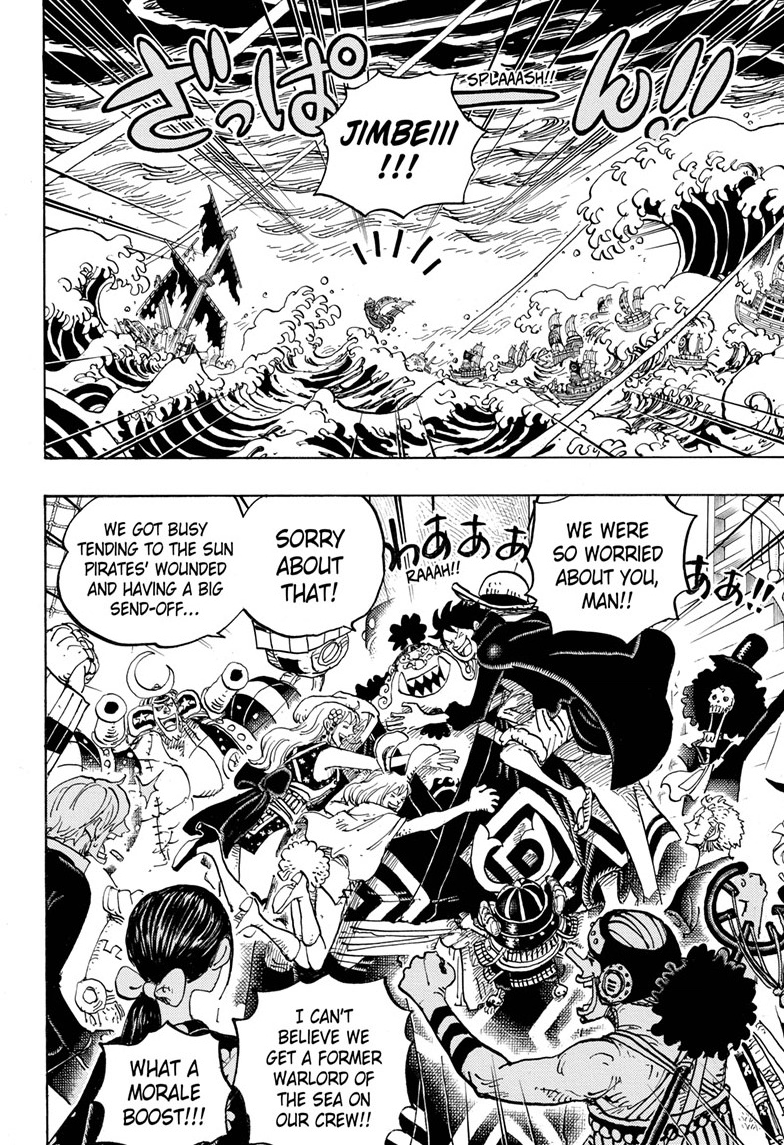 ざっぱーん!!
SPLAAASH!!
JIMBEIII
!!!
WE WERE
SO WORRIED
ABOUT YOU,
MAN!!
ああ!!
わあああ
RAAAH!!
SORRY
ABOUT
THAT!
WE GOT BUSY
TENDING TO THE SUN
PIRATES' WOUNDED
AND HAVING A BIG
SEND-OFF...
I CAN'T
BELIEVE WE
GET A FORMER
WARLORD OF
THE SEA ON
OUR CREW!!
WHAT A
MORALE
BOOST!!!